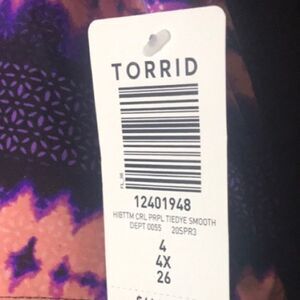 TORRID
12401948
HIBTTM CRL PRPL TIEDYE SMOOTH
DEPT 0055 20SPR3
4
4X
26